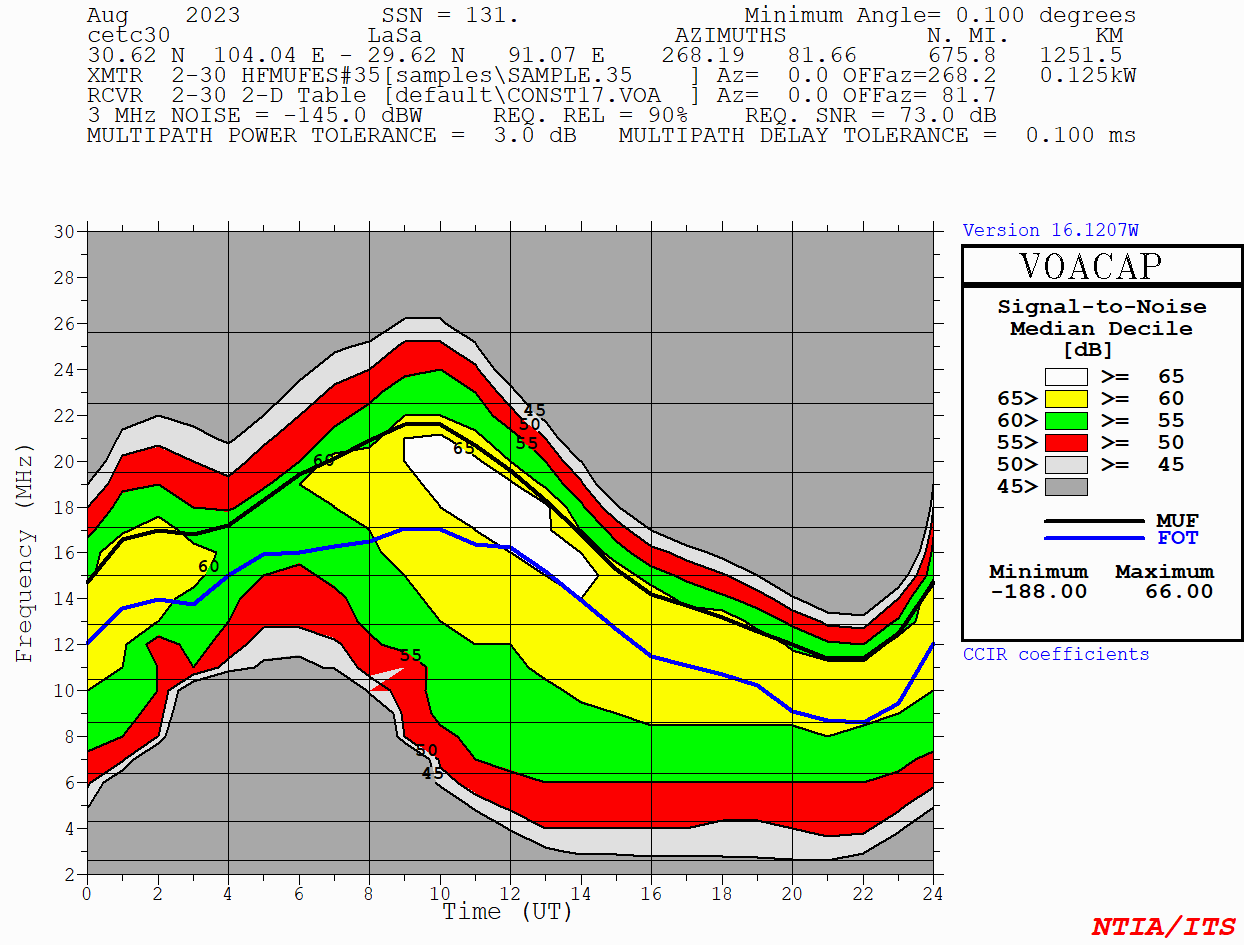 Aug    2023          SSN = 131.                Minimum Angle= 0.100 degrees
cetc30              LaSa                  AZIMUTHS          N. MI.      KM
30.62 N  104.04 E - 29.62 N   91.07 E    268.19   81.66     675.8   1251.5
XMTR  2-30 HFMUFES#35[samples\SAMPLE.35    ] Az=  0.0 OFFaz=268.2   0.125kW
RCVR  2-30 2-D Table [default\CONST17.VOA  ] Az=  0.0 OFFaz= 81.7
3 MHz NOISE = -145.0 dBW     REQ. REL = 90%    REQ. SNR = 73.0 dB
MULTIPATH POWER TOLERANCE =  3.0 dB   MULTIPATH DELAY TOLERANCE =  0.100 ms
Version 16.1207W
VOACAP
Signal-to-Noise
Median Decile
[dB]
>= 65
65> >= 60
60> >= 55
55> >= 50
50> >= 45
45>
MUF
FOT
Minimum Maximum
-188.00 66.00
CCIR coefficients
Frequency (MHz)
30
28
26
24
22
20
18
16
14
12
10
8
6
4
2
45
50
55
65
60
60
55
50
45
0 2 4 6 8 10 12 14 16 18 20 22 24
Time (UT)
NTIA/ITS